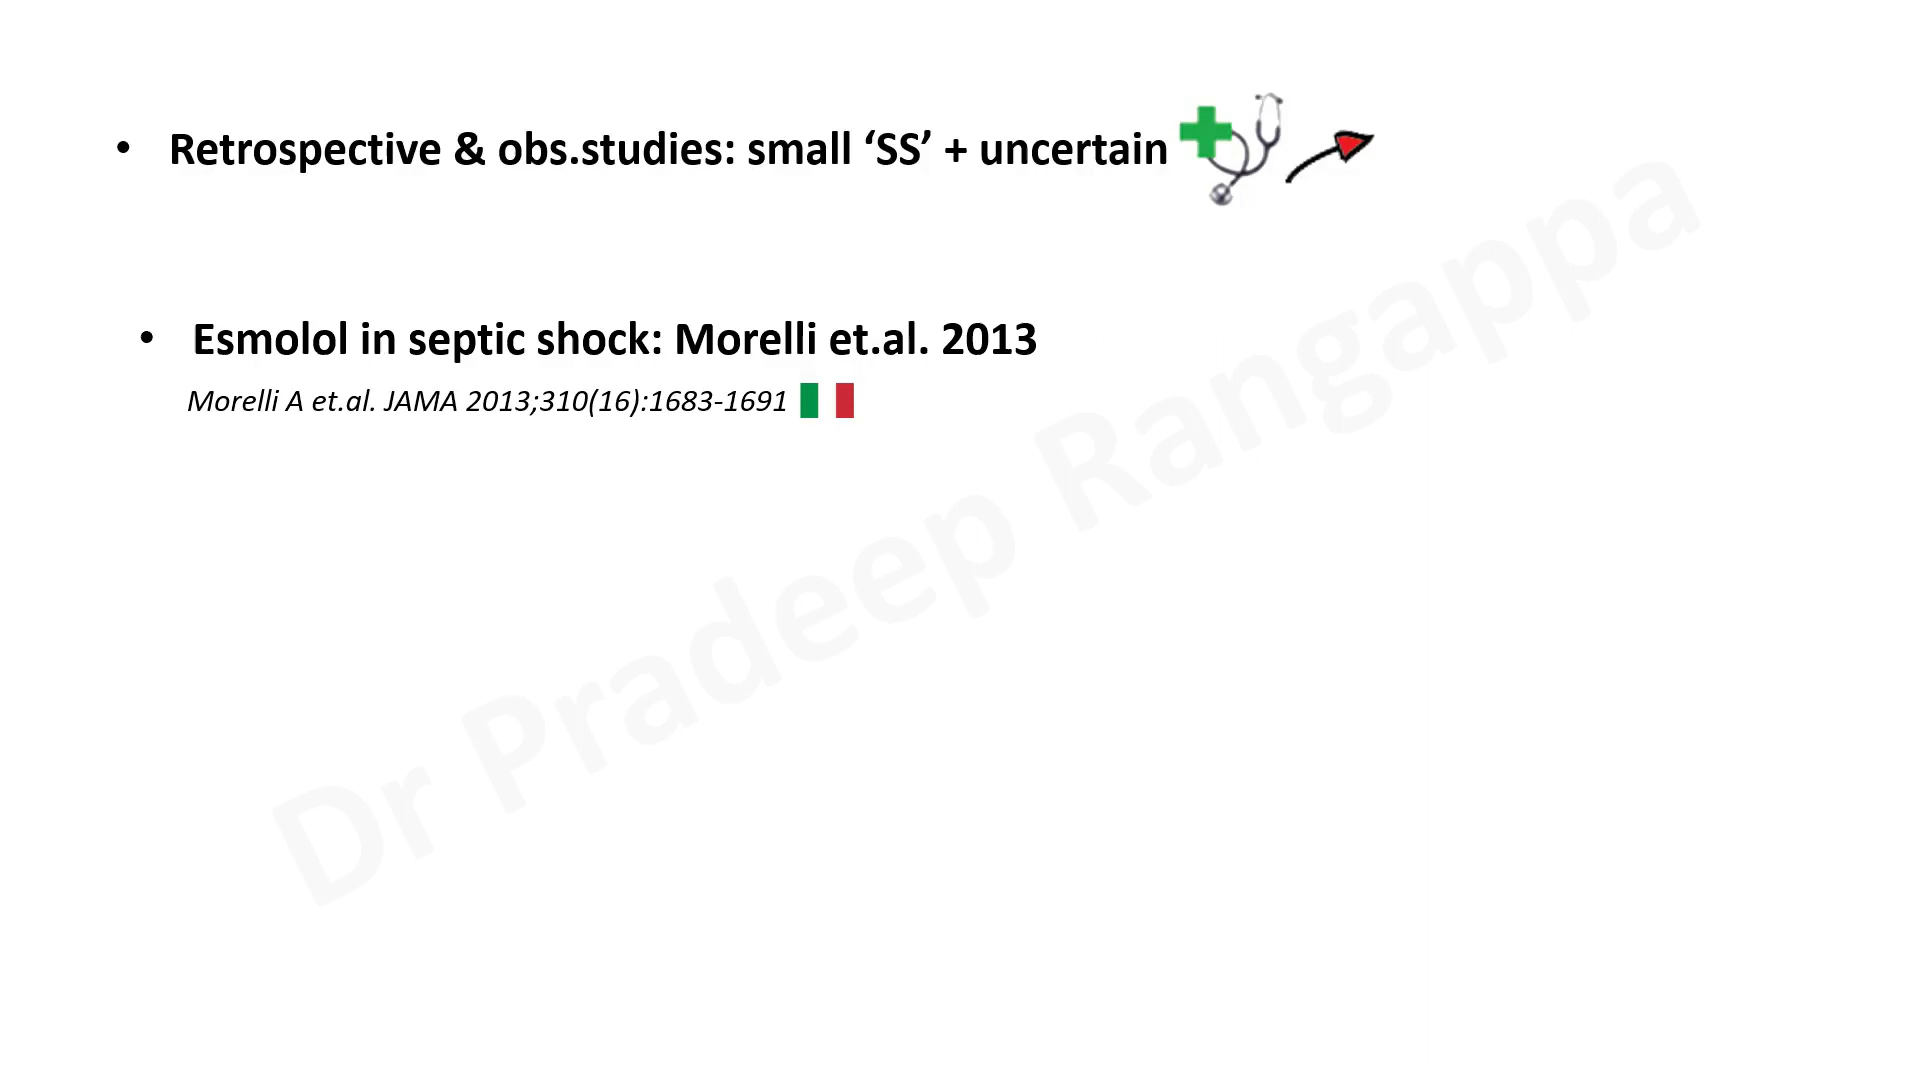 • Retrospective & obs.studies: small ‘SS’ + uncertain
• Esmolol in septic shock: Morelli et.al. 2013
Morelli A et.al. JAMA 2013;310(16):1683-1691
Dr Pradeep Rangappa